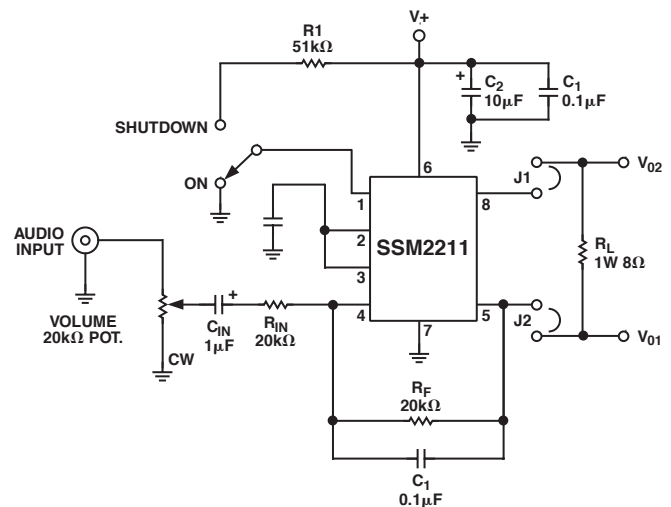 V+
R1
51kΩ
C2
10µF
C1
0.1µF
+
SHUTDOWN
ON
6
J1
V02
1
8
2
SSM2211
3
RL
1W 8Ω
AUDIO
INPUT
4
5
J2
7
V01
VOLUME
20kΩ POT.
CW
+
CIN
1µF
RIN
20kΩ
RF
20kΩ
C1
0.1µF